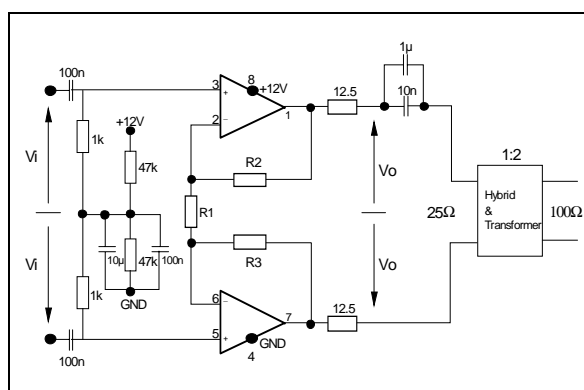 1µ
100n
8
+12V
3
+
10n
12.5
1
+12V
2
−
1k
Vi
R2
47k
Vo
1:2
R1
Hybrid
&
Transformer
25Ω
100Ω
Vi
10µ
47k
100n
R3
Vo
1k
GND
6
−
7
12.5
5
+
GND
4
100n